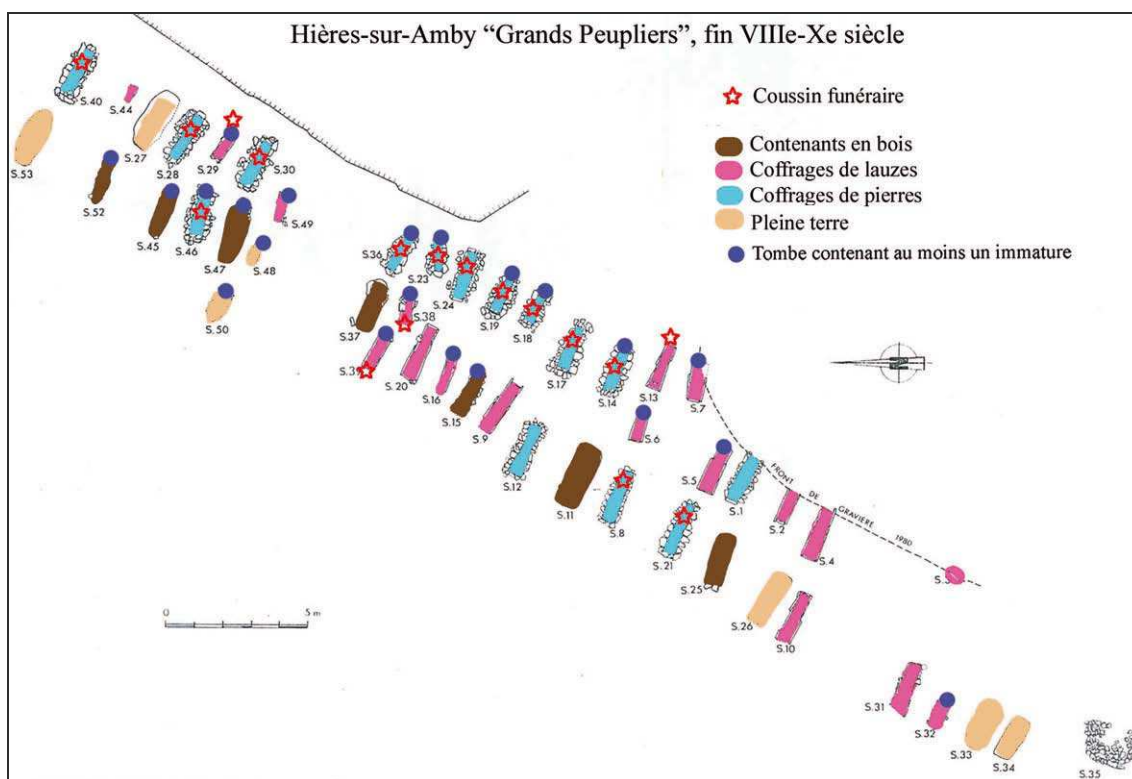 Hières-sur-Amby “Grands Peupliers”, fin VIIIe-Xe siècle
Coussin funéraire
Contenants en bois
Coffrages de lauzes
Coffrages de pierres
Pleine terre
Tombe contenant au moins un immature
S.40
S.44
S.53
S.27
S.28
S.29
S.30
S.52
S.45
S.46
S.47
S.48
S.49
S.50
S.36
S.23
S.24
S.19
S.18
S.37
S.38
S.17
S.14
S.13
S.7
S.20
S.16
S.15
S.9
S.6
S.12
S.11
S.8
S.5
S.1
S.2
S.4
FRONT DE GRAVIÈRE 1980
S.21
S.25
S.26
S.10
0 5 m
S.31
S.32
S.33
S.34
S.35